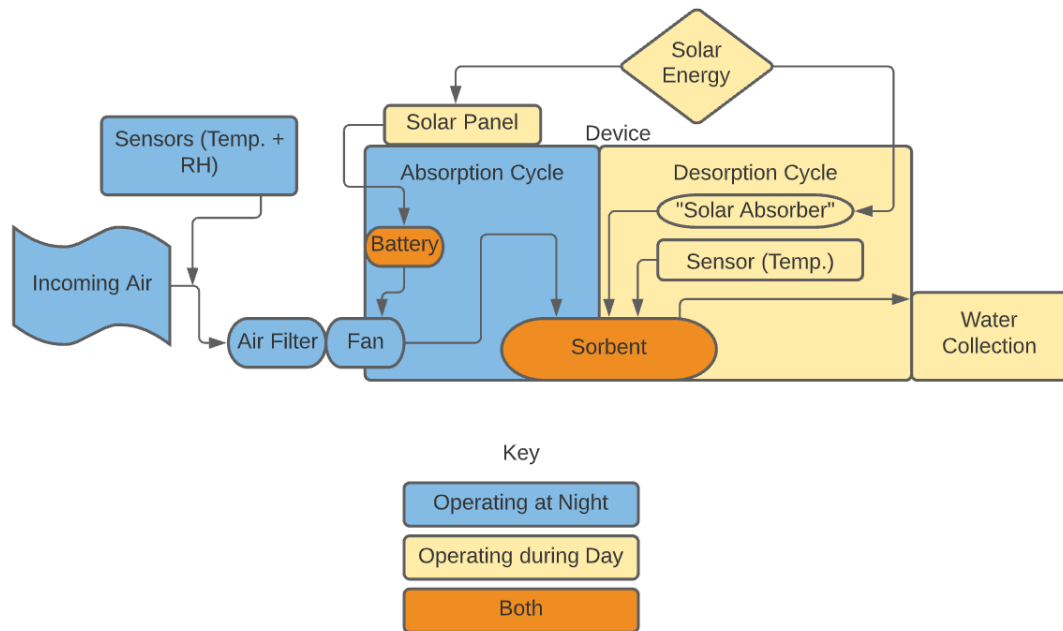 Solar
Energy
Solar Panel
Device
Sensors (Temp. +
RH)
Absorption Cycle
Desorption Cycle
"Solar Absorber"
Battery
Sensor (Temp.)
Incoming Air
Air Filter
Fan
Sorbent
Water
Collection
Key
Operating at Night
Operating during Day
Both